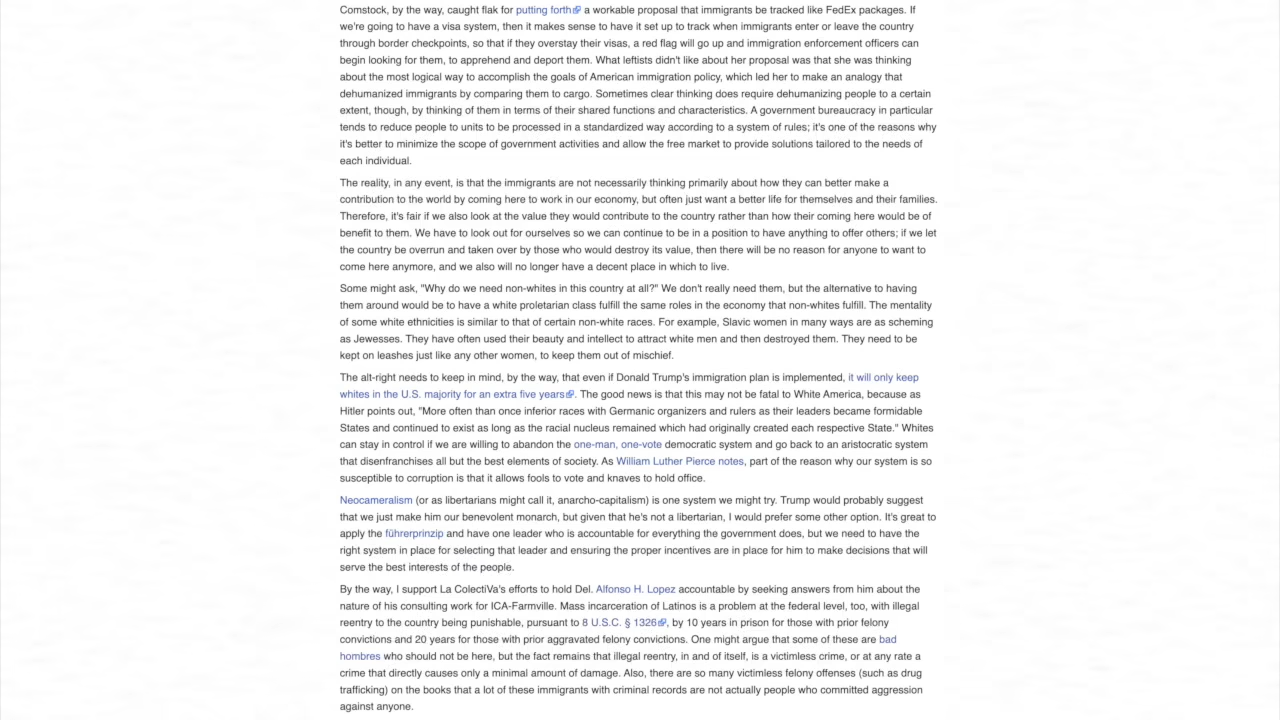 Comstock, by the way, caught flak for putting forth a workable proposal that immigrants be tracked like FedEx packages. If
we're going to have a visa system, then it makes sense to have it set up to track when immigrants enter or leave the country
through border checkpoints, so that if they overstay their visas, a red flag will go up and immigration enforcement officers can
begin looking for them, to apprehend and deport them. What leftists didn't like about her proposal was that she was thinking
about the most logical way to accomplish the goals of American immigration policy, which led her to make an analogy that
dehumanized immigrants by comparing them to cargo. Sometimes clear thinking does require dehumanizing people to a certain
extent, though, by thinking of them in terms of their shared functions and characteristics. A government bureaucracy in particular
tends to reduce people to units to be processed in a standardized way according to a system of rules; it's one of the reasons why
it's better to minimize the scope of government activities and allow the free market to provide solutions tailored to the needs of
each individual.
The reality, in any event, is that the immigrants are not necessarily thinking primarily about how they can better make a
contribution to the world by coming here to work in our economy, but often just want a better life for themselves and their families.
Therefore, it's fair if we also look at the value they would contribute to the country rather than how their coming here would be of
benefit to them. We have to look out for ourselves so we can continue to be in a position to have anything to offer others; if we let
the country be overrun and taken over by those who would destroy its value, then there will be no reason for anyone to want to
come here anymore, and we also will no longer have a decent place in which to live.
Some might ask, "Why do we need non-whites in this country at all?" We don't really need them, but the alternative to having
them around would be to have a white proletarian class fulfill the same roles in the economy that non-whites fulfill. The mentality
of some white ethnicities is similar to that of certain non-white races. For example, Slavic women in many ways are as scheming
as Jewesses. They have often used their beauty and intellect to attract white men and then destroyed them. They need to be
kept on leashes just like any other women, to keep them out of mischief.
The alt-right needs to keep in mind, by the way, that even if Donald Trump's immigration plan is implemented, it will only keep
whites in the U.S. majority for an extra five years. The good news is that this may not be fatal to White America, because as
Hitler points out, "More often than once inferior races with Germanic organizers and rulers as their leaders became formidable
States and continued to exist as long as the racial nucleus remained which had originally created each respective State." Whites
can stay in control if we are willing to abandon the one-man, one-vote democratic system and go back to an aristocratic system
that disenfranchises all but the best elements of society. As William Luther Pierce notes, part of the reason why our system is so
susceptible to corruption is that it allows fools to vote and knaves to hold office.
Neocameralism (or as libertarians might call it, anarcho-capitalism) is one system we might try. Trump would probably suggest
that we just make him our benevolent monarch, but given that he's not a libertarian, I would prefer some other option. It's great to
apply the führerprinzip and have one leader who is accountable for everything the government does, but we need to have the
right system in place for selecting that leader and ensuring the proper incentives are in place for him to make decisions that will
serve the best interests of the people.
By the way, I support La ColectiVa's efforts to hold Del. Alfonso H. Lopez accountable by seeking answers from him about the
nature of his consulting work for ICA-Farmville. Mass incarceration of Latinos is a problem at the federal level, too, with illegal
reentry to the country being punishable, pursuant to 8 U.S.C. § 1326, by 10 years in prison for those with prior felony
convictions and 20 years for those with prior aggravated felony convictions. One might argue that some of these are bad
hombres who should not be here, but the fact remains that illegal reentry, in and of itself, is a victimless crime, or at any rate a
crime that directly causes only a minimal amount of damage. Also, there are so many victimless felony offenses (such as drug
trafficking) on the books that a lot of these immigrants with criminal records are not actually people who committed aggression
against anyone.